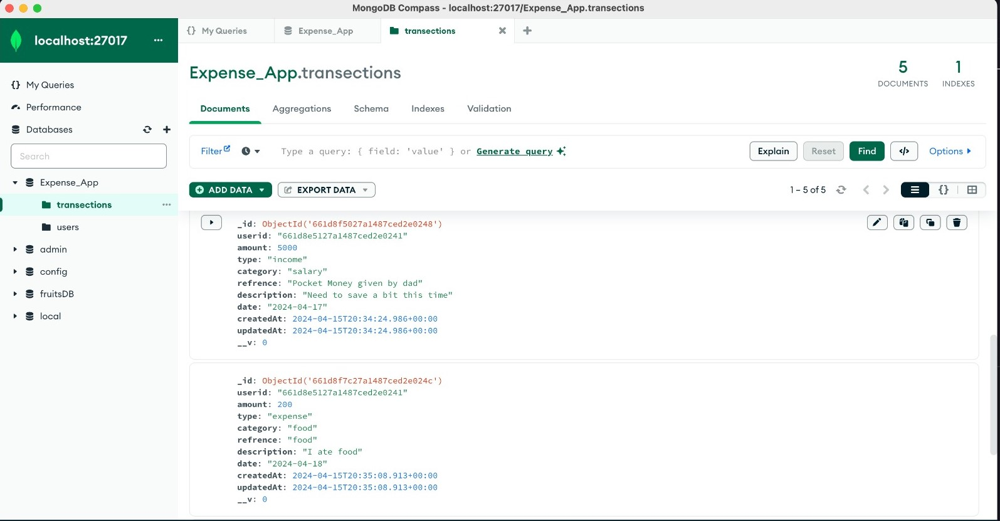 MongoDB Compass - localhost:27017/Expense_App.transections
localhost:27017
{} My Queries
Expense_App
transections
My Queries
Performance
Databases
Search
Expense_App
transections
users
admin
config
fruitsDB
local
Expense_App.transections
5
DOCUMENTS
1
INDEXES
Documents Aggregations Schema Indexes Validation
Filter
Type a query: { field: 'value' } or Generate query
Explain Reset Find </> Options
ADD DATA EXPORT DATA
1 – 5 of 5
{}
_id: ObjectId('661d8f5027a1487ced2e0248')
userid: "661d8e5127a1487ced2e0241"
amount: 5000
type: "income"
category: "salary"
refrence: "Pocket Money given by dad"
description: "Need to save a bit this time"
date: "2024-04-17"
createdAt: 2024-04-15T20:34:24.986+00:00
updatedAt: 2024-04-15T20:34:24.986+00:00
__v: 0
_id: ObjectId('661d8f7c27a1487ced2e024c')
userid: "661d8e5127a1487ced2e0241"
amount: 200
type: "expense"
category: "food"
refrence: "food"
description: "I ate food"
date: "2024-04-18"
createdAt: 2024-04-15T20:35:08.913+00:00
updatedAt: 2024-04-15T20:35:08.913+00:00
__v: 0